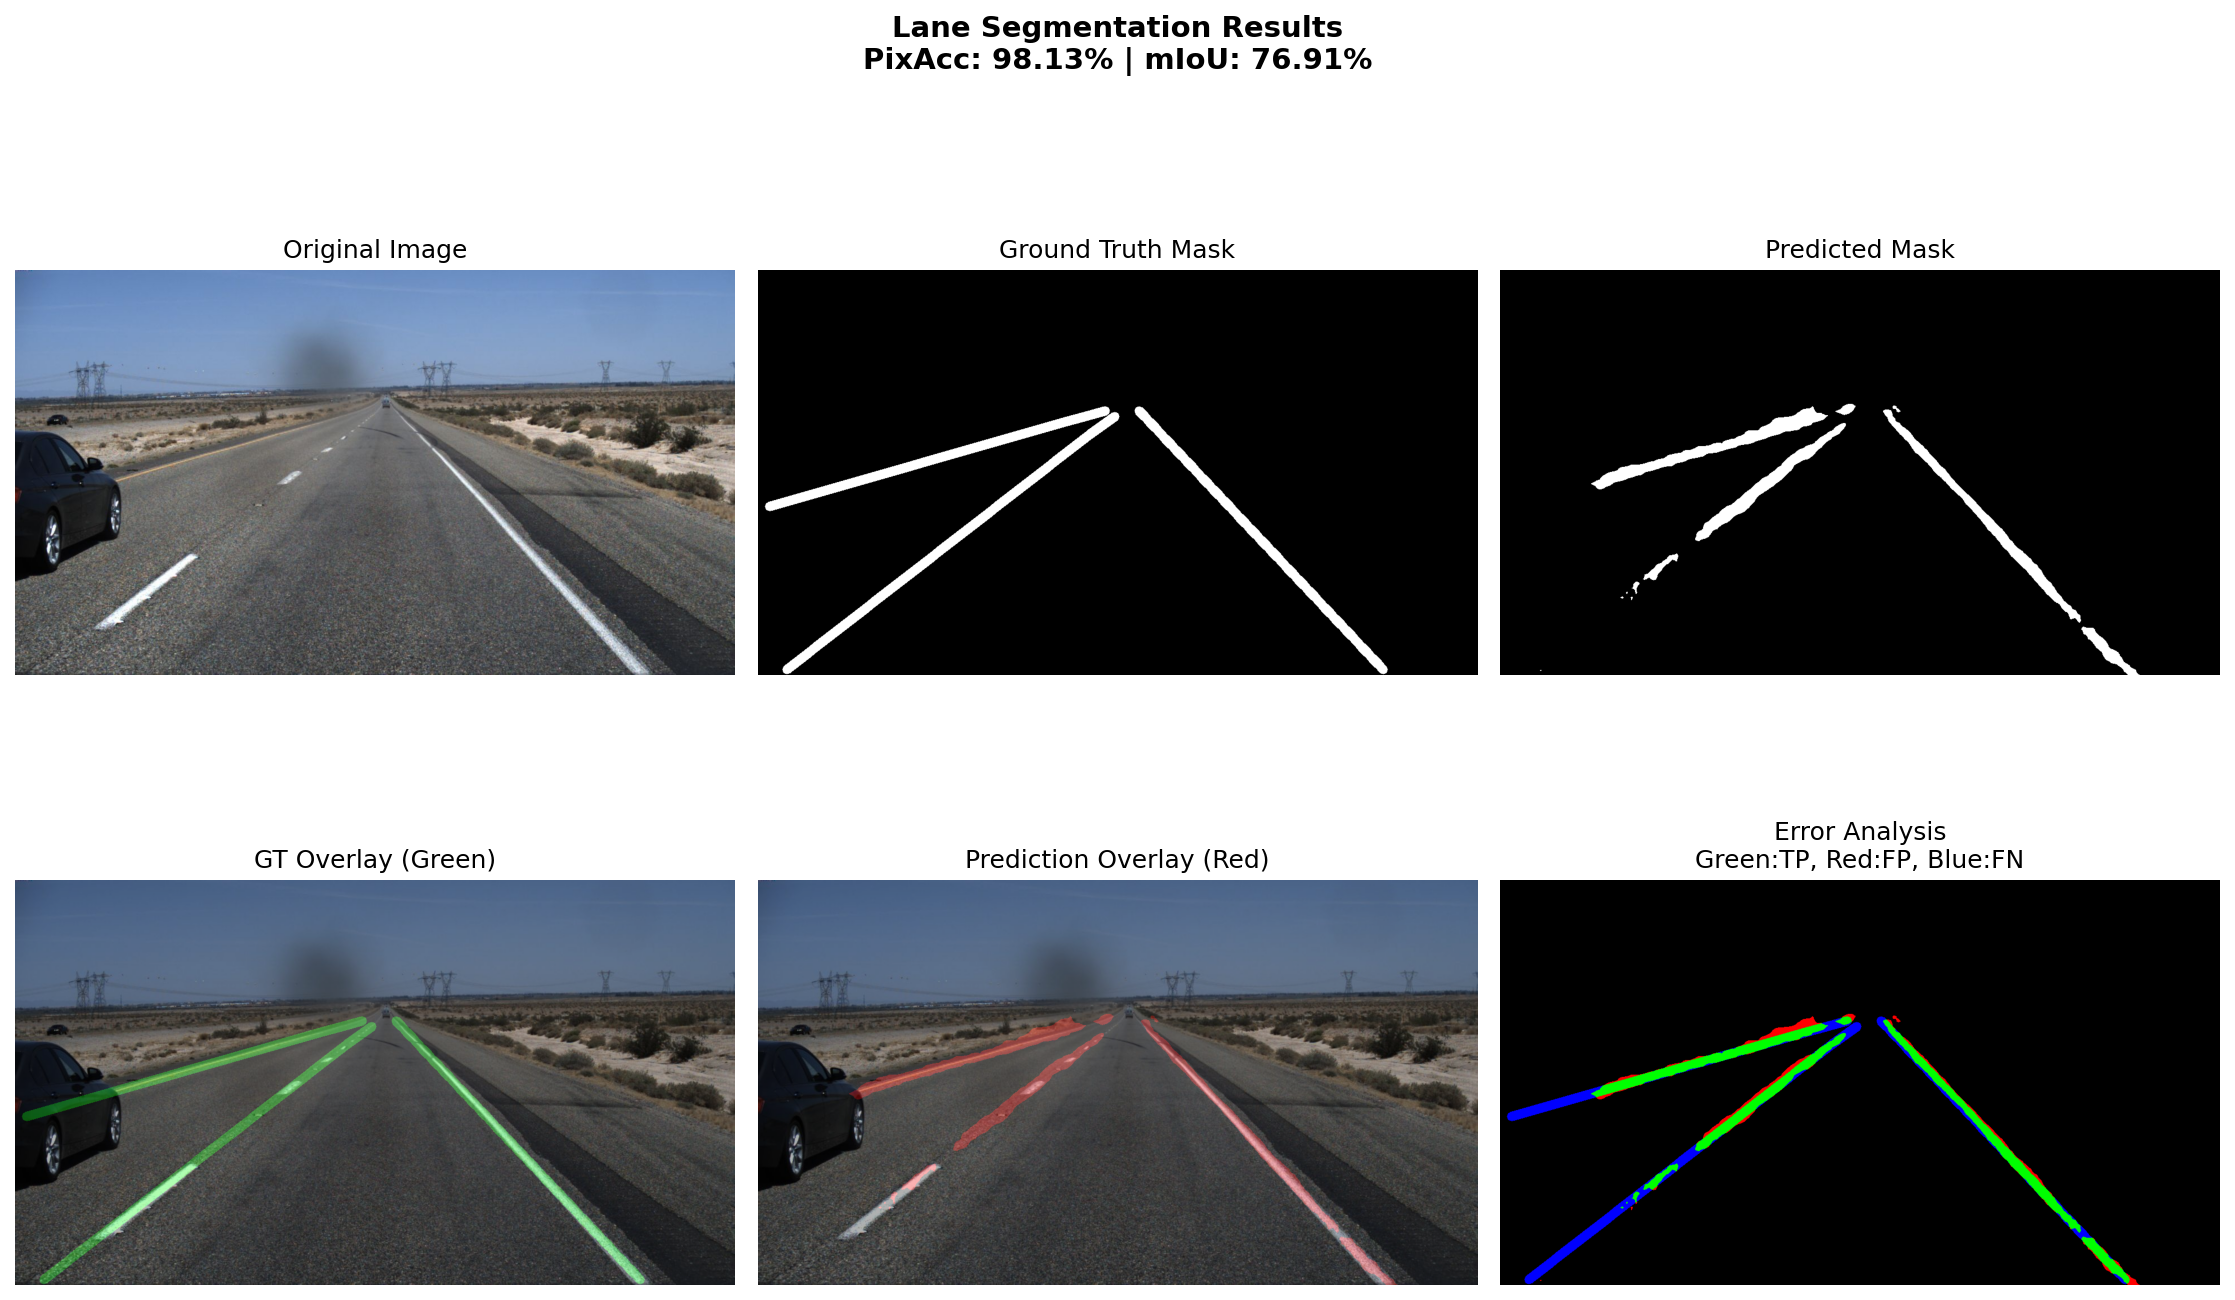 Lane Segmentation Results
PixAcc: 98.13% | mIoU: 76.91%
Original Image
Ground Truth Mask
Predicted Mask
GT Overlay (Green)
Prediction Overlay (Red)
Error Analysis
Green:TP, Red:FP, Blue:FN